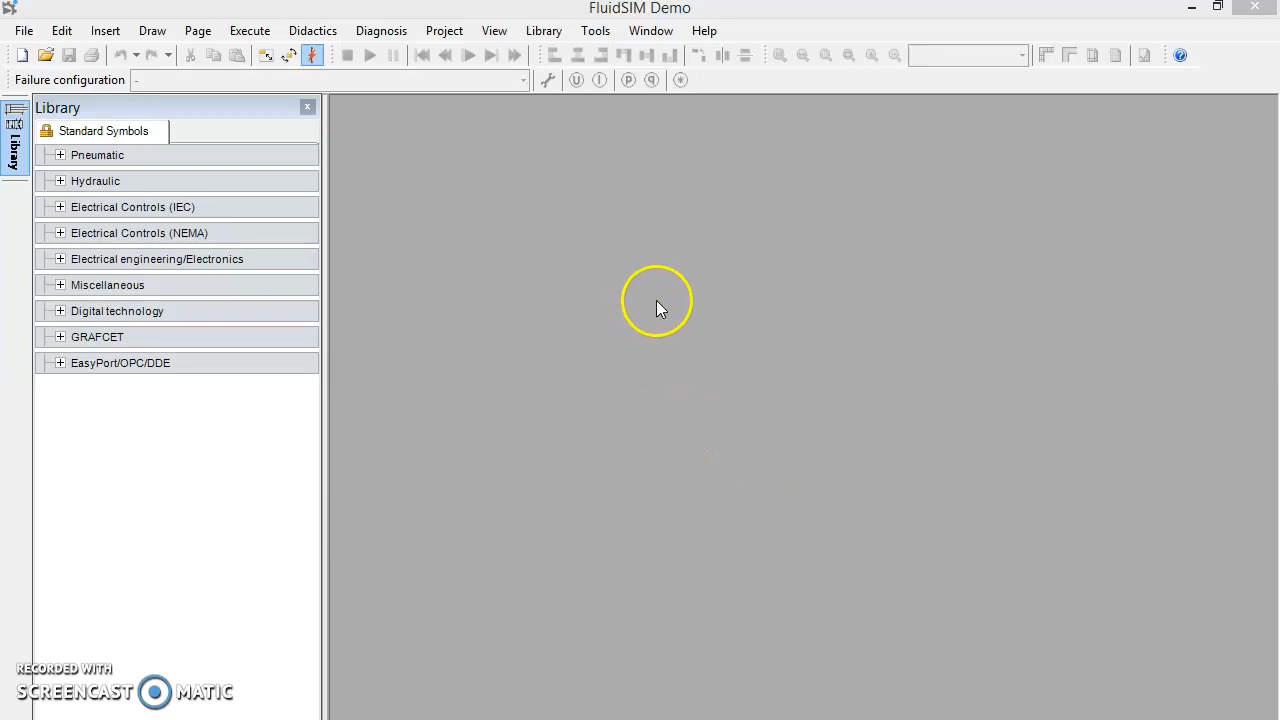 FluidSIM Demo
File Edit Insert Draw Page Execute Didactics Diagnosis Project View Library Tools Window Help
Failure configuration -
Library
Library
Standard Symbols
Pneumatic
Hydraulic
Electrical Controls (IEC)
Electrical Controls (NEMA)
Electrical engineering/Electronics
Miscellaneous
Digital technology
GRAFCET
EasyPort/OPC/DDE
RECORDED WITH
SCREENCAST MATIC